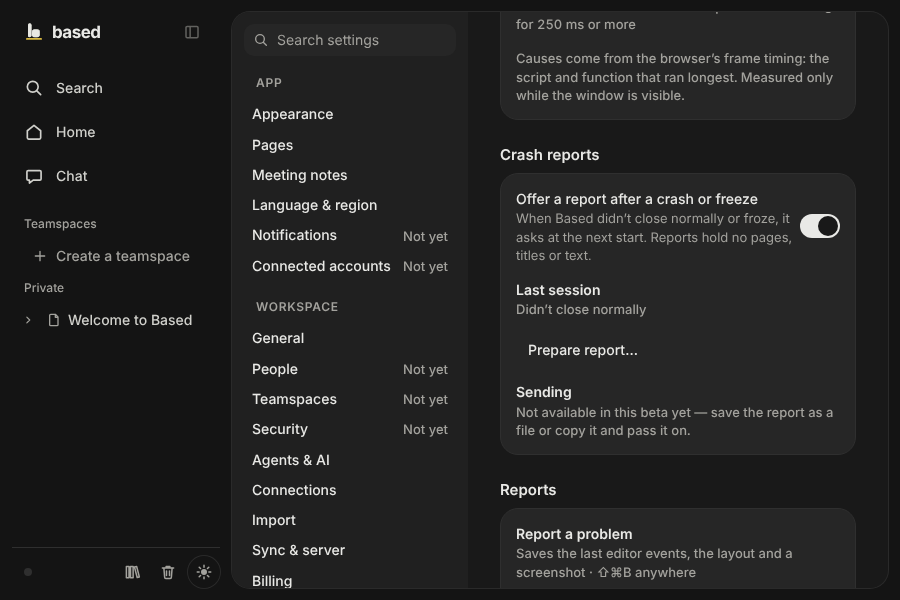 based
Search
Home
Chat
Teamspaces
Create a teamspace
Private
Welcome to Based
Search settings
APP
Appearance
Pages
Meeting notes
Language & region
Notifications Not yet
Connected accounts Not yet
WORKSPACE
General
People Not yet
Teamspaces Not yet
Security Not yet
Agents & AI
Connections
Import
Sync & server
Billing
for 250 ms or more
Causes come from the browser’s frame timing: the
script and function that ran longest. Measured only
while the window is visible.
Crash reports
Offer a report after a crash or freeze
When Based didn’t close normally or froze, it
asks at the next start. Reports hold no pages,
titles or text.
Last session
Didn’t close normally
Prepare report…
Sending
Not available in this beta yet — save the report as a
file or copy it and pass it on.
Reports
Report a problem
Saves the last editor events, the layout and a
screenshot · ⇧⌘B anywhere